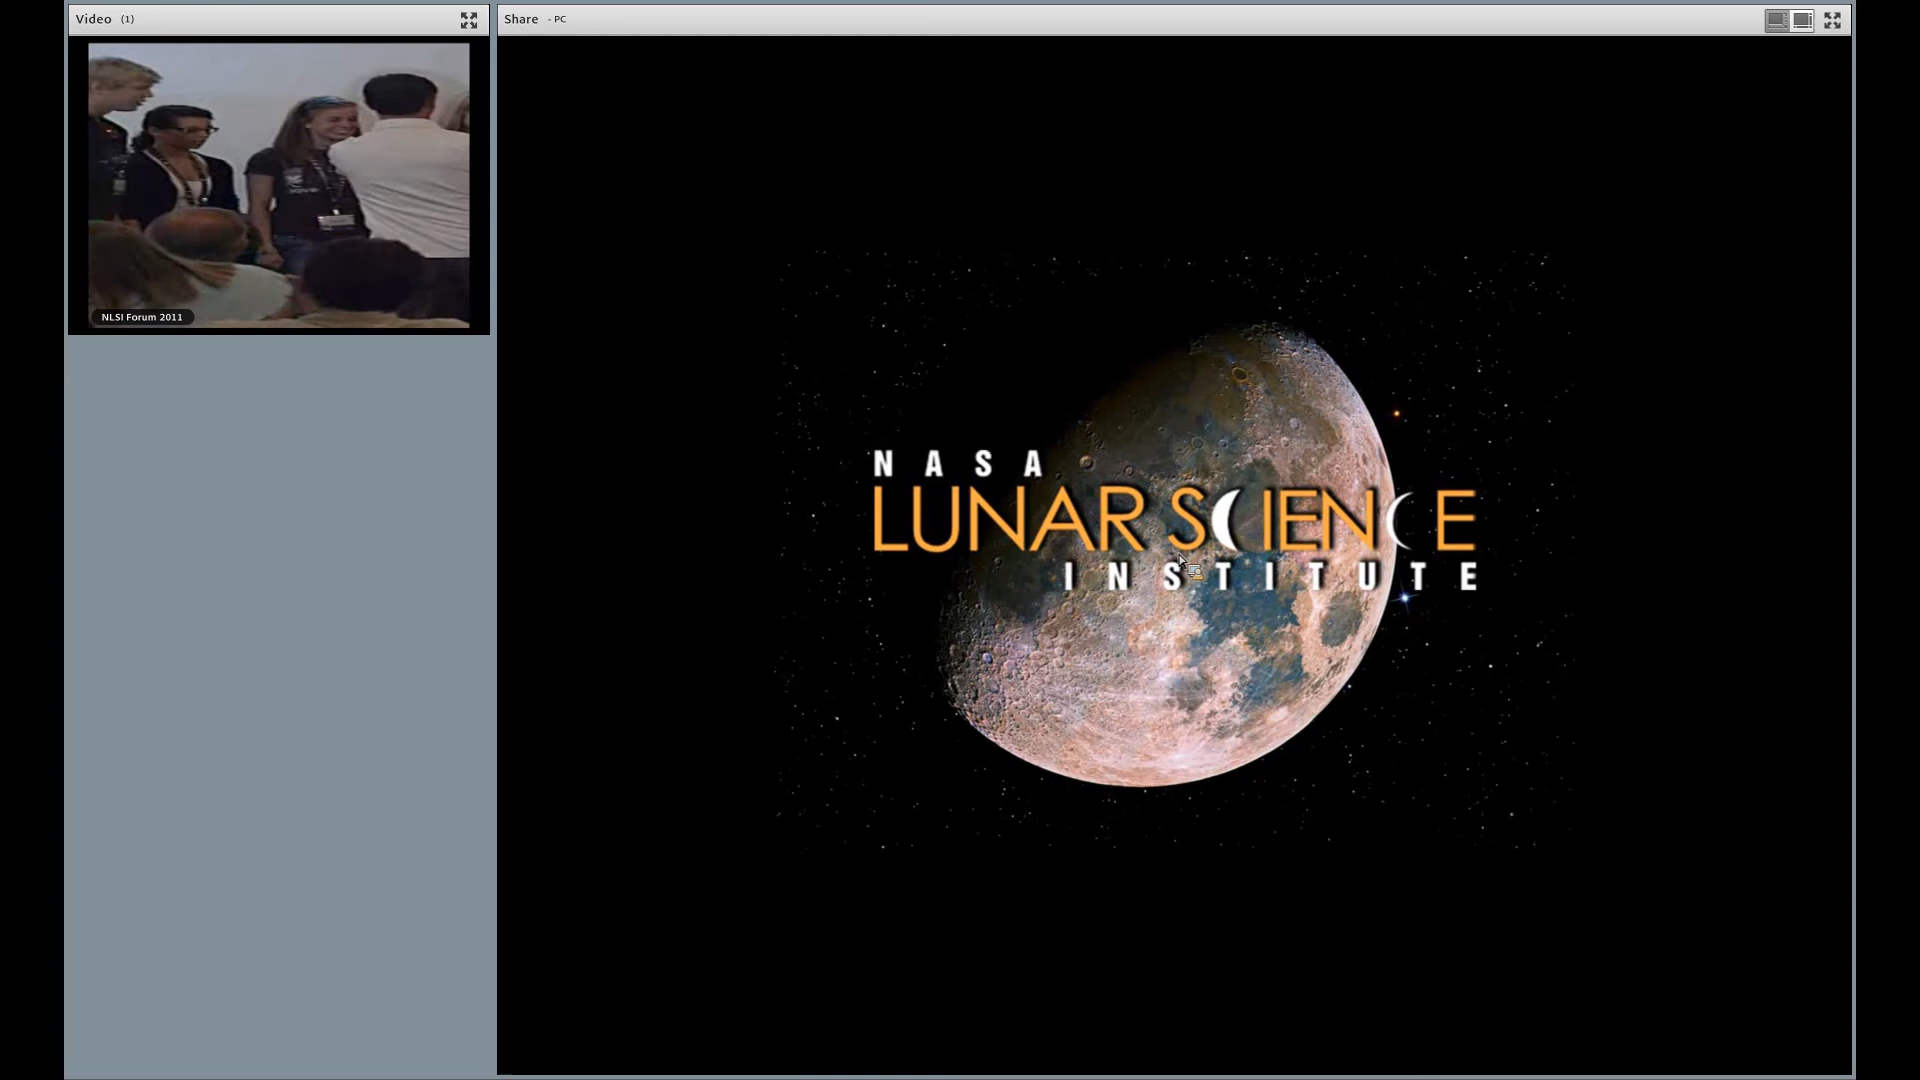 Video (1)
Share - PC
NLSI Forum 2011
NASA
LUNAR SCIENCE
INSTITUTE